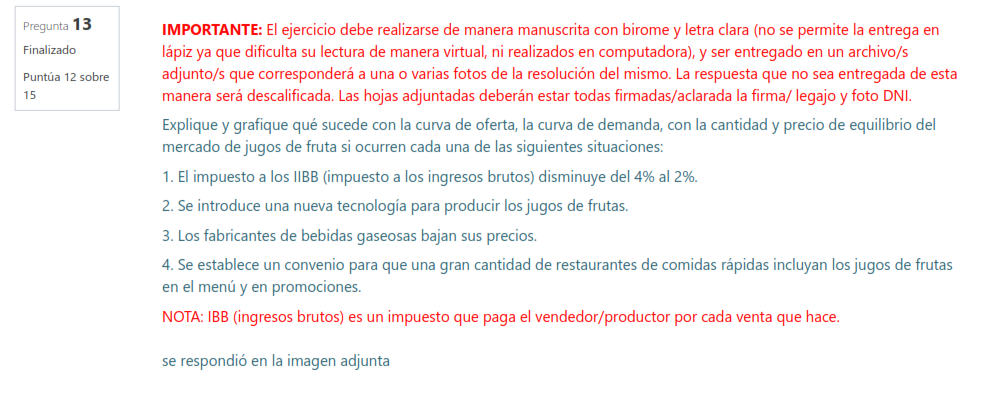 Pregunta 13
Finalizado
Puntúa 12 sobre
15
IMPORTANTE: El ejercicio debe realizarse de manera manuscrita con birome y letra clara (no se permite la entrega en
lápiz ya que dificulta su lectura de manera virtual, ni realizados en computadora), y ser entregado en un archivo/s
adjunto/s que corresponderá a una o varias fotos de la resolución del mismo. La respuesta que no sea entregada de esta
manera será descalificada. Las hojas adjuntadas deberán estar todas firmadas/aclarada la firma/ legajo y foto DNI.
Explique y grafique qué sucede con la curva de oferta, la curva de demanda, con la cantidad y precio de equilibrio del
mercado de jugos de fruta si ocurren cada una de las siguientes situaciones:
1. El impuesto a los IIBB (impuesto a los ingresos brutos) disminuye del 4% al 2%.
2. Se introduce una nueva tecnología para producir los jugos de frutas.
3. Los fabricantes de bebidas gaseosas bajan sus precios.
4. Se establece un convenio para que una gran cantidad de restaurantes de comidas rápidas incluyan los jugos de frutas
en el menú y en promociones.
NOTA: IBB (ingresos brutos) es un impuesto que paga el vendedor/productor por cada venta que hace.
se respondió en la imagen adjunta